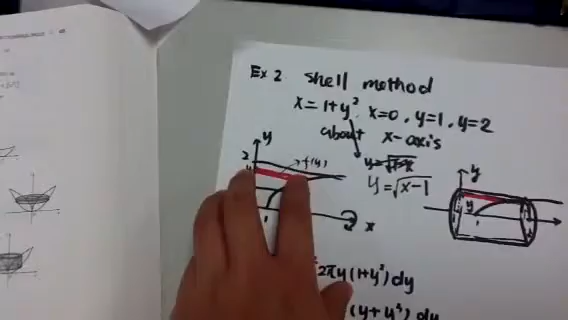 Ex 2 Shell method
x = 1+y², x=0, y=1, y=2
about x-axis
y
2
f(y)
y=√(x-1)
1
x
y
y
1
2πy(1+y²)dy
(y+y³)dy